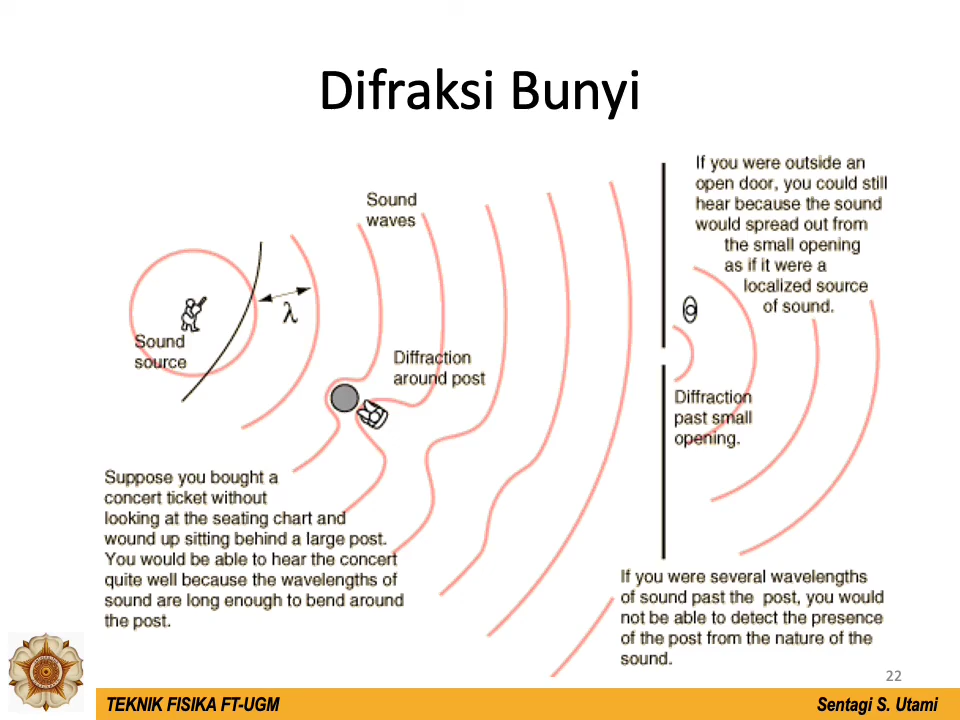 Difraksi Bunyi
Sound
waves
λ
Sound
source
Diffraction
around post
If you were outside an
open door, you could still
hear because the sound
would spread out from
the small opening
as if it were a
localized source
of sound.
Diffraction
past small
opening.
Suppose you bought a
concert ticket without
looking at the seating chart and
wound up sitting behind a large post.
You would be able to hear the concert
quite well because the wavelengths of
sound are long enough to bend around
the post.
If you were several wavelengths
of sound past the post, you would
not be able to detect the presence
of the post from the nature of the
sound.
22
TEKNIK FISIKA FT-UGM
Sentagi S. Utami